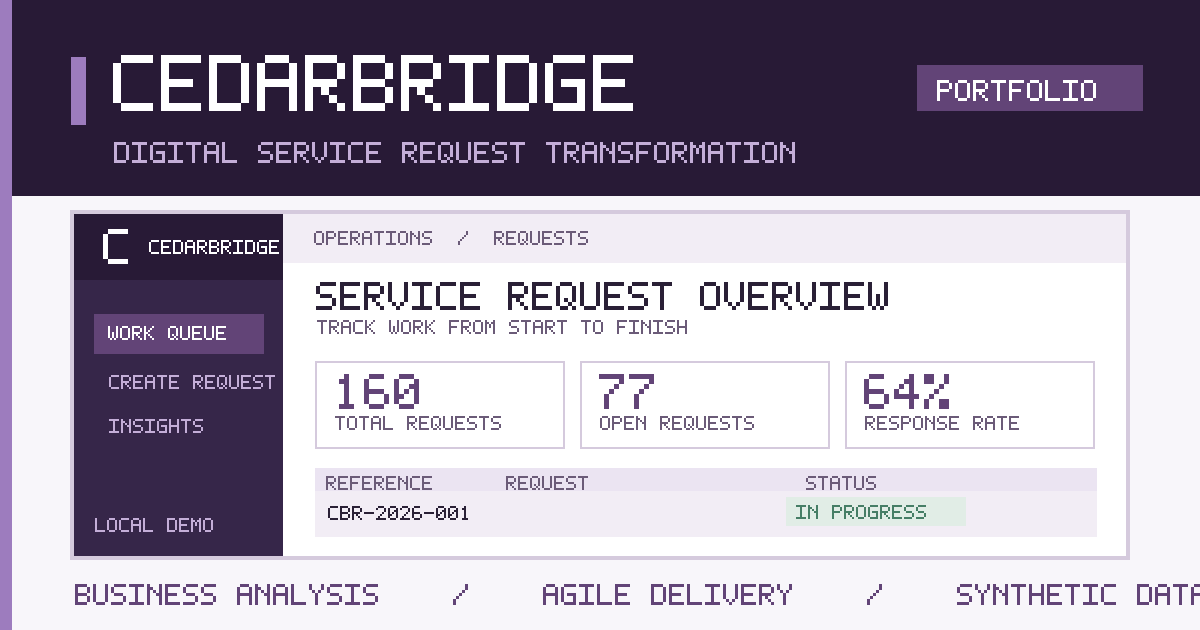 CEDARBRIDGE
PORTFOLIO
DIGITAL SERVICE REQUEST TRANSFORMATION
C CEDARBRIDGE
OPERATIONS / REQUESTS
WORK QUEUE
CREATE REQUEST
INSIGHTS
LOCAL DEMO
SERVICE REQUEST OVERVIEW
TRACK WORK FROM START TO FINISH
160
TOTAL REQUESTS
77
OPEN REQUESTS
64%
RESPONSE RATE
REFERENCE REQUEST STATUS
CBR-2026-001 IN PROGRESS
BUSINESS ANALYSIS / AGILE DELIVERY / SYNTHETIC DATA